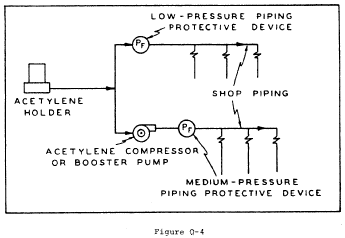 LOW-PRESSURE PIPING
PROTECTIVE DEVICE
PF
ACETYLENE
HOLDER
SHOP PIPING
PF
ACETYLENE COMPRESSOR
OR BOOSTER PUMP
MEDIUM-PRESSURE
PIPING PROTECTIVE DEVICE
Figure Q-4